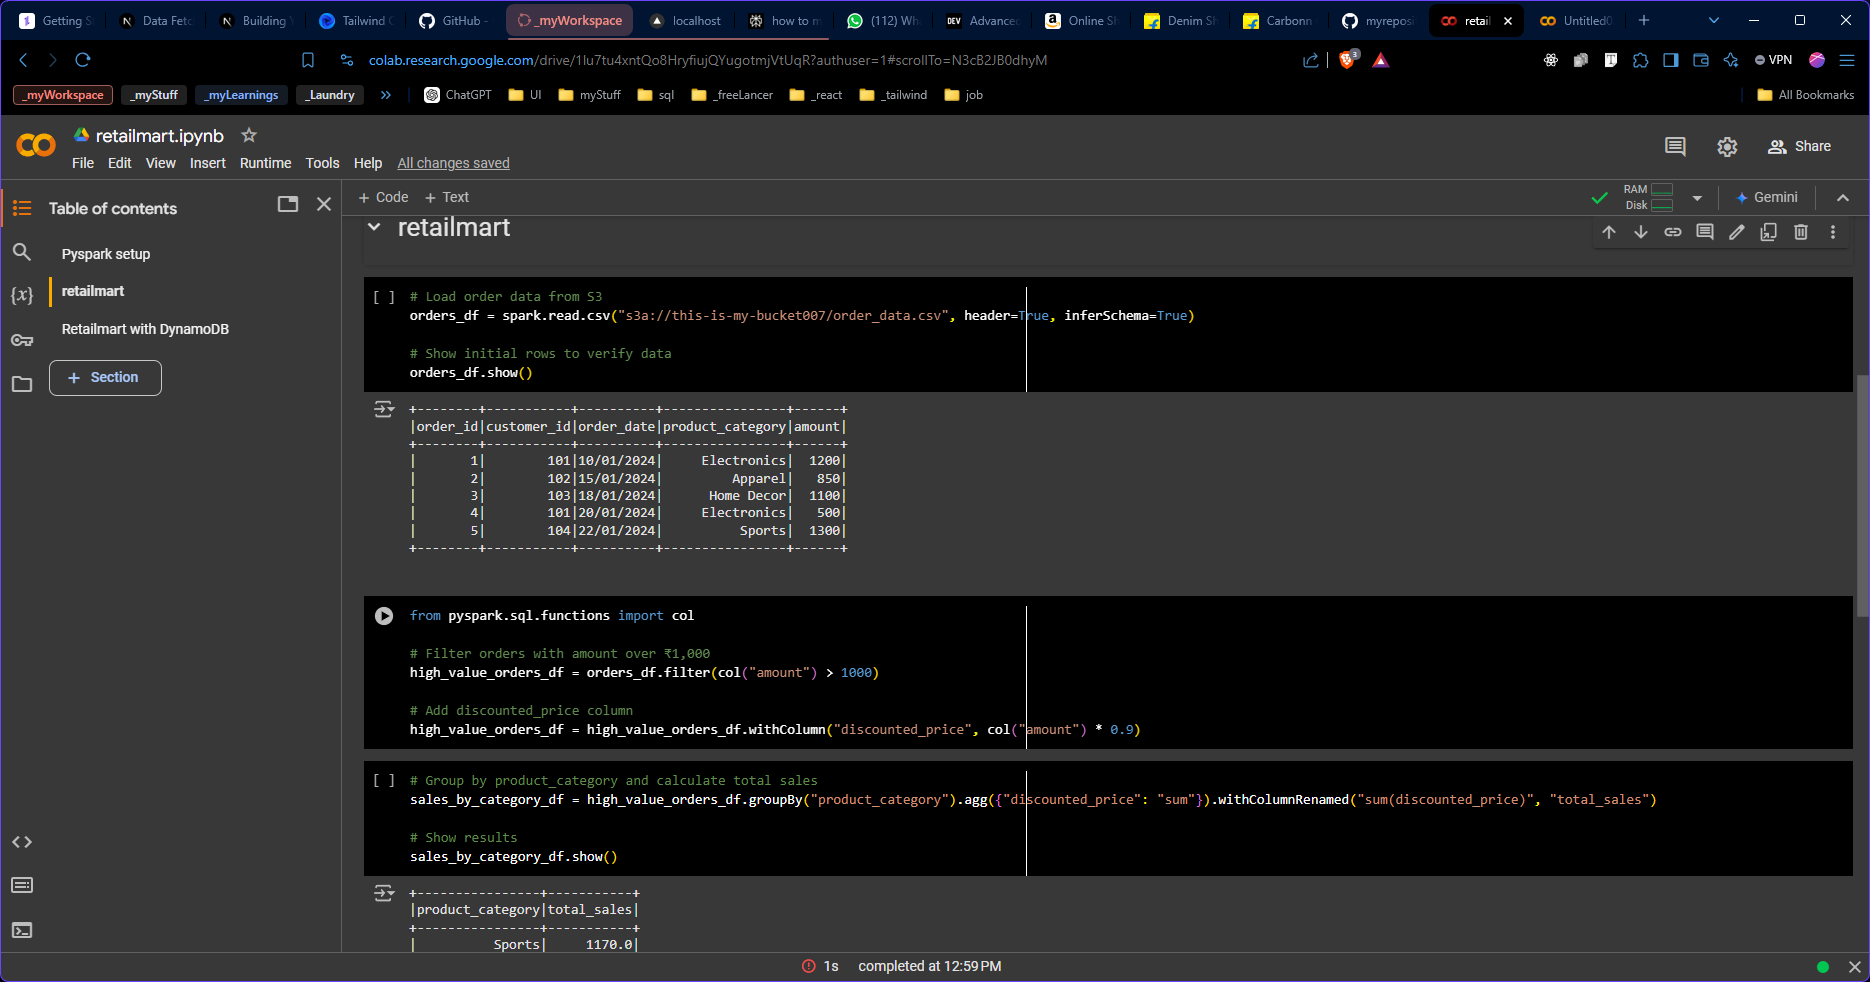 Getting S
Data Fetc
Building
Tailwind C
GitHub -
_myWorkspace
localhost
how to m
(112) Wh
Advanced
Online Sh
Denim Sh
Carbonn
myreposi
retail
Untitled0
colab.research.google.com/drive/1lu7tu4xntQo8HryfiujQYugotmjVtUqR?authuser=1#scrollTo=N3cB2JB0dhyM
3
VPN
_myWorkspace
_myStuff
_myLearnings
_Laundry
ChatGPT
UI
myStuff
sql
_freeLancer
_react
_tailwind
job
All Bookmarks
retailmart.ipynb
File Edit View Insert Runtime Tools Help All changes saved
Share
Table of contents
Pyspark setup
retailmart
Retailmart with DynamoDB
+ Section
+ Code + Text
RAM
Disk
Gemini
retailmart
[ ] # Load order data from S3
orders_df = spark.read.csv("s3a://this-is-my-bucket007/order_data.csv", header=True, inferSchema=True)
# Show initial rows to verify data
orders_df.show()
+--------+-----------+----------+----------------+------+
|order_id|customer_id|order_date|product_category|amount|
+--------+-----------+----------+----------------+------+
|       1|        101|10/01/2024|     Electronics|  1200|
|       2|        102|15/01/2024|         Apparel|   850|
|       3|        103|18/01/2024|      Home Decor|  1100|
|       4|        101|20/01/2024|     Electronics|   500|
|       5|        104|22/01/2024|          Sports|  1300|
+--------+-----------+----------+----------------+------+
from pyspark.sql.functions import col
# Filter orders with amount over ₹1,000
high_value_orders_df = orders_df.filter(col("amount") > 1000)
# Add discounted_price column
high_value_orders_df = high_value_orders_df.withColumn("discounted_price", col("amount") * 0.9)
[ ] # Group by product_category and calculate total sales
sales_by_category_df = high_value_orders_df.groupBy("product_category").agg({"discounted_price": "sum"}).withColumnRenamed("sum(discounted_price)", "total_sales")
# Show results
sales_by_category_df.show()
+----------------+-----------+
|product_category|total_sales|
+----------------+-----------+
|          Sports|     1170.0|
1s completed at 12:59 PM